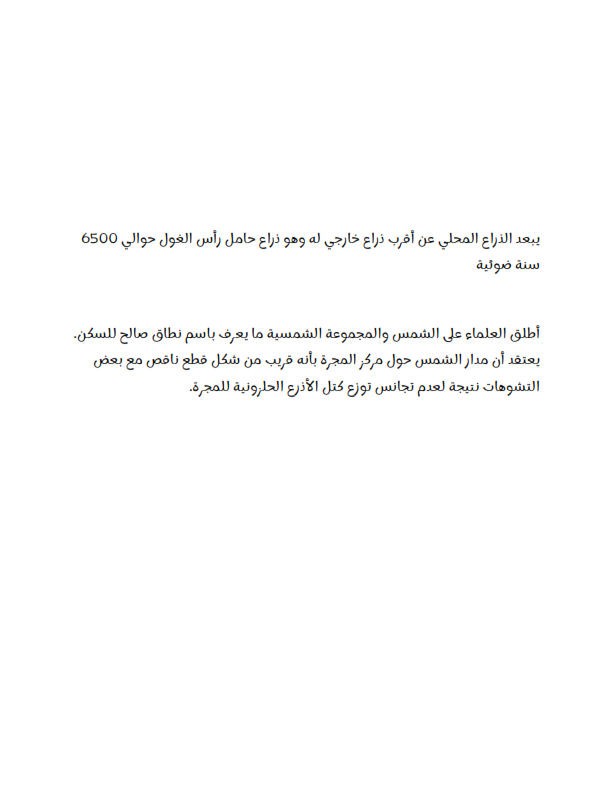 يبعد الذراع المحلي عن أقرب ذراع خارجي له وهو ذراع حامل رأس الغول حوالي 6500
سنة ضوئية
أطلق العلماء على الشمس والمجموعة الشمسية ما يعرف باسم نطاق صالح للسكن.
يعتقد أن مدار الشمس حول مركز المجرة بأنه قريب من شكل قطع ناقص مع بعض
التشوهات نتيجة لعدم تجانس توزع كتل الأذرع الحلزونية للمجرة.